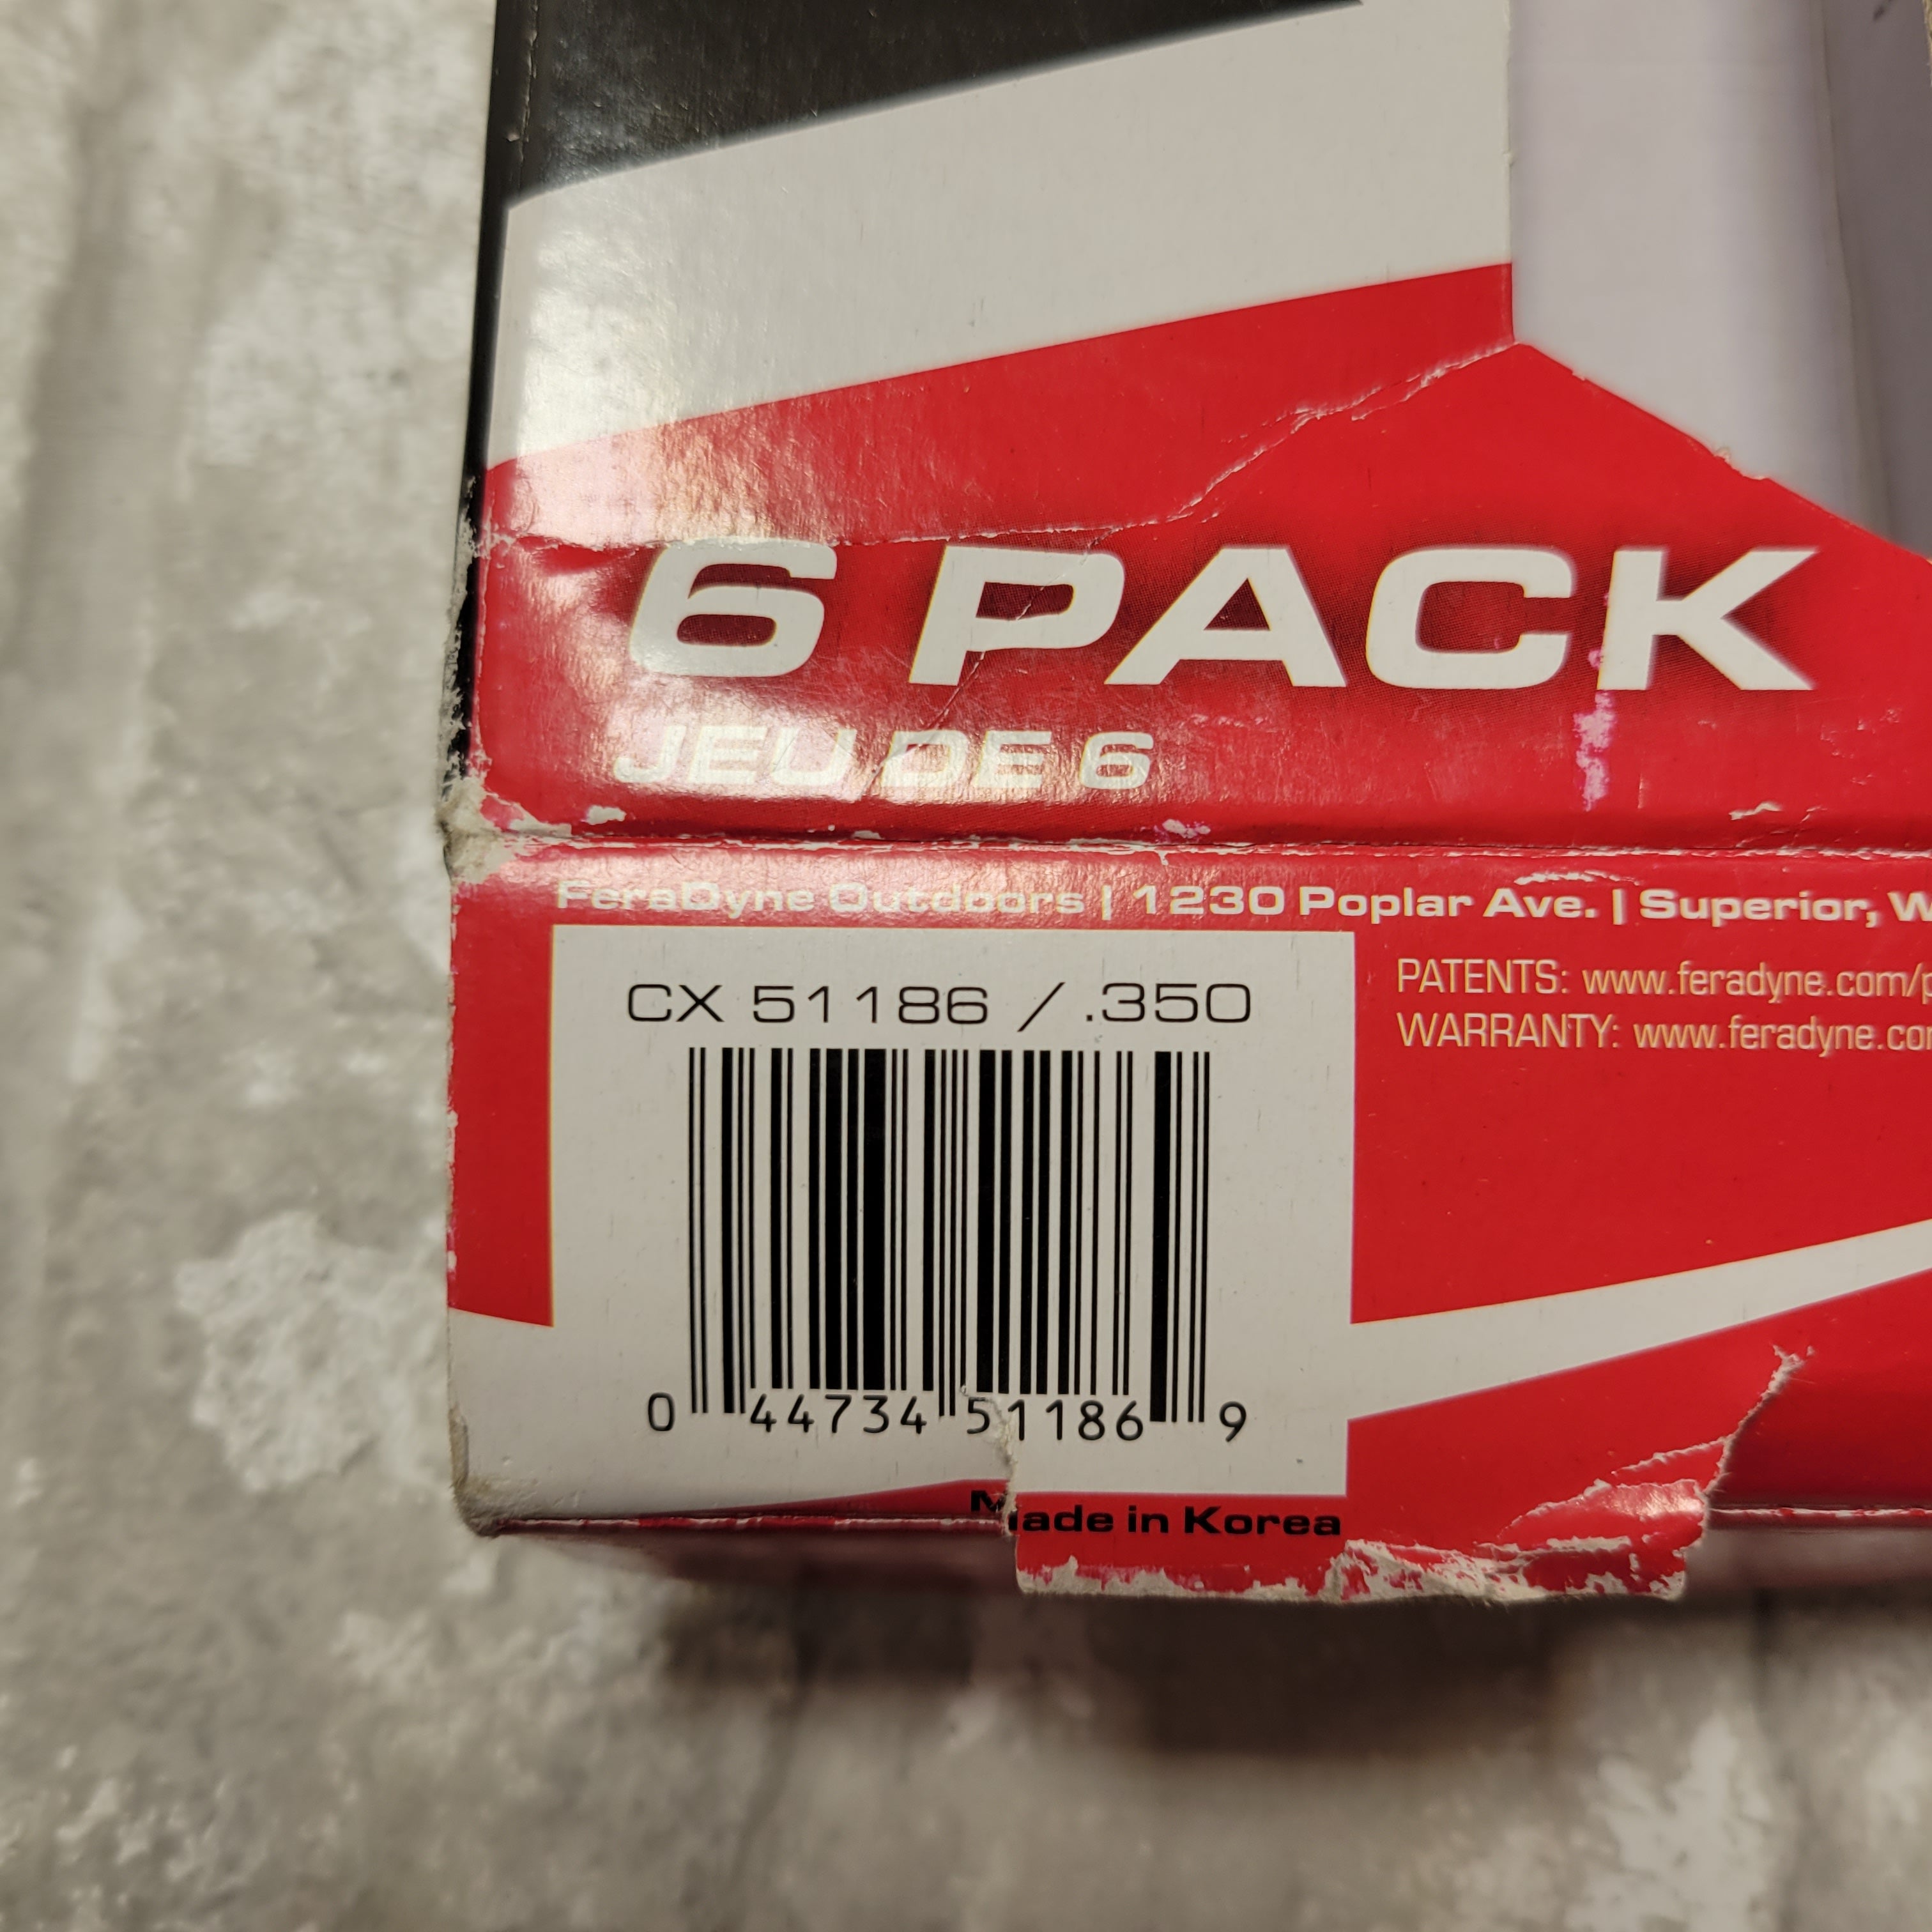 6 PACK
JEU DE 6
FeraDyne Outdoors | 1230 Poplar Ave. | Superior, W
PATENTS: www.feradyne.com/p
WARRANTY: www.feradyne.co
CX 51186 / .350
0 44734 51186 9
Made in Korea